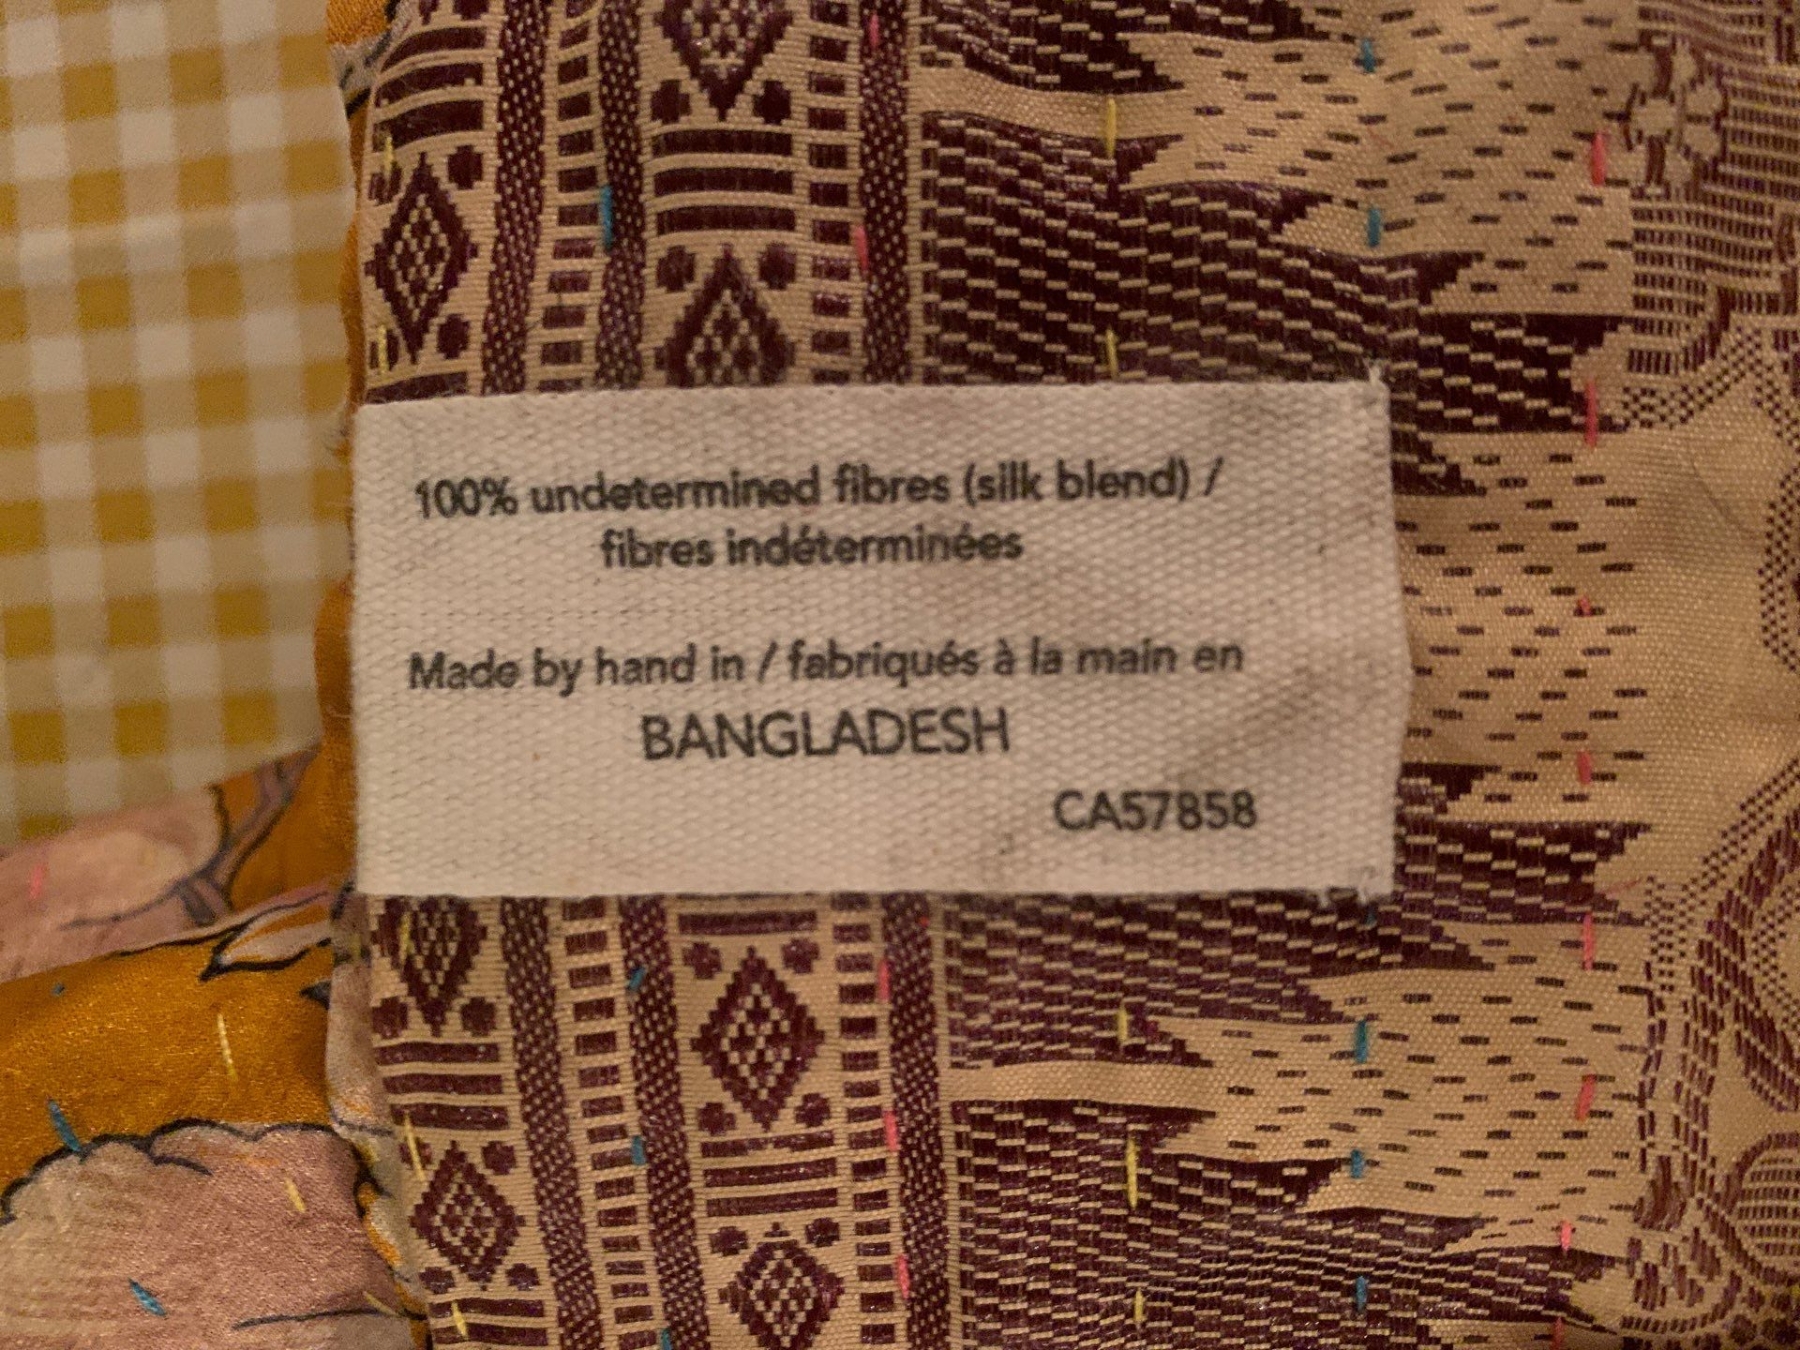 100% undetermined fibres (silk blend) /
fibres indéterminées
Made by hand in / fabriqués à la main en
BANGLADESH
CA57858